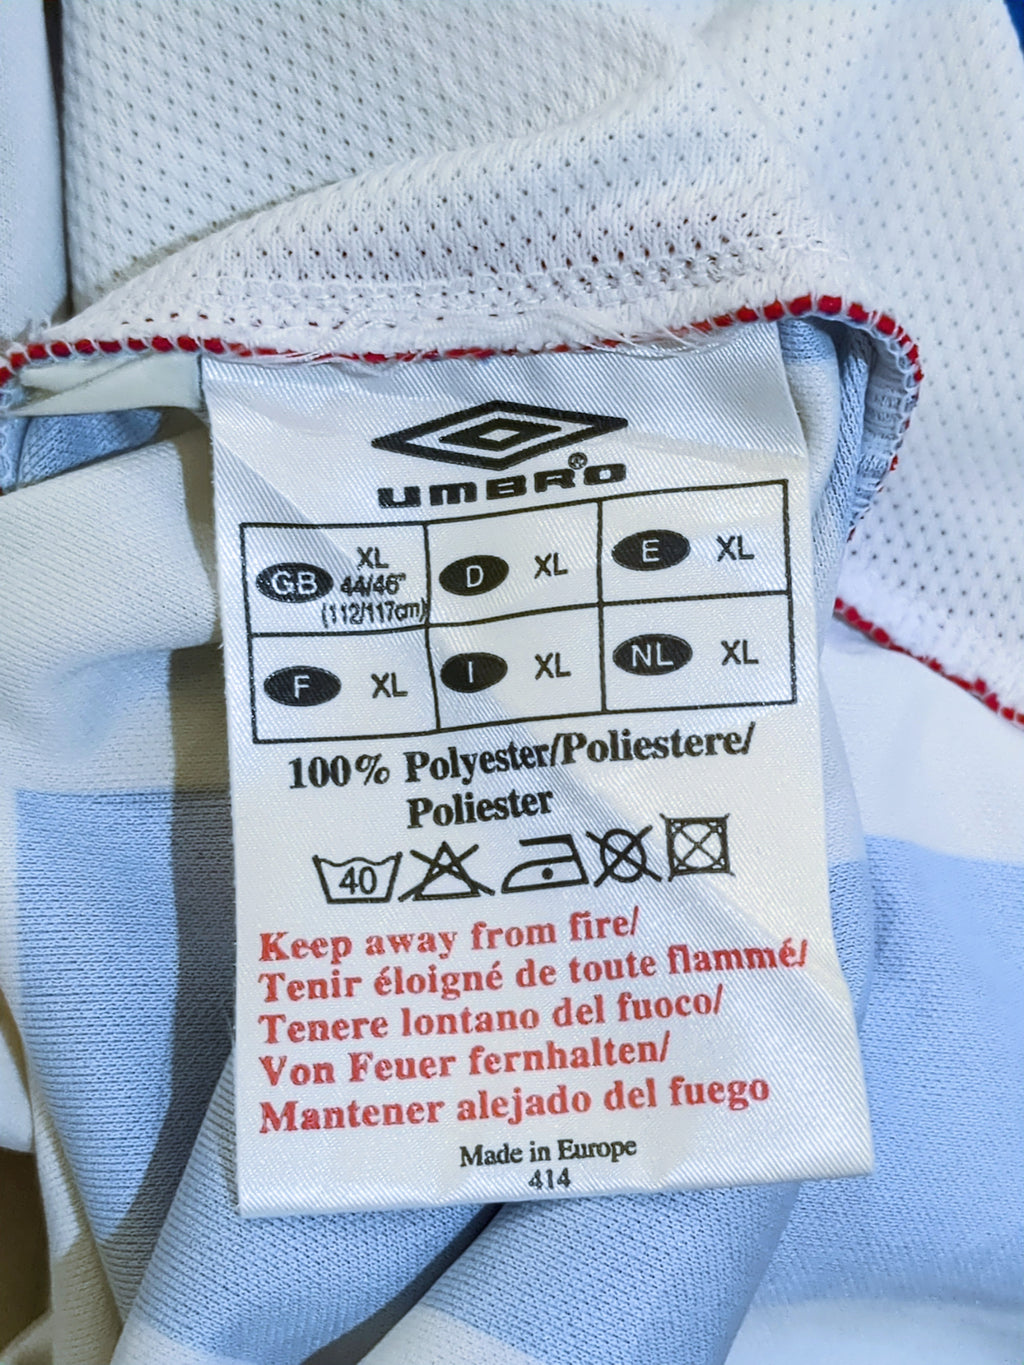 UMBRO®
GB XL 44/46" (112/117cm)
D XL
E XL
F XL
I XL
NL XL
100% Polyester/Poliestere/
Poliester
40
Keep away from fire/
Tenir éloigné de toute flammé/
Tenere lontano del fuoco/
Von Feuer fernhalten/
Mantener alejado del fuego
Made in Europe
414